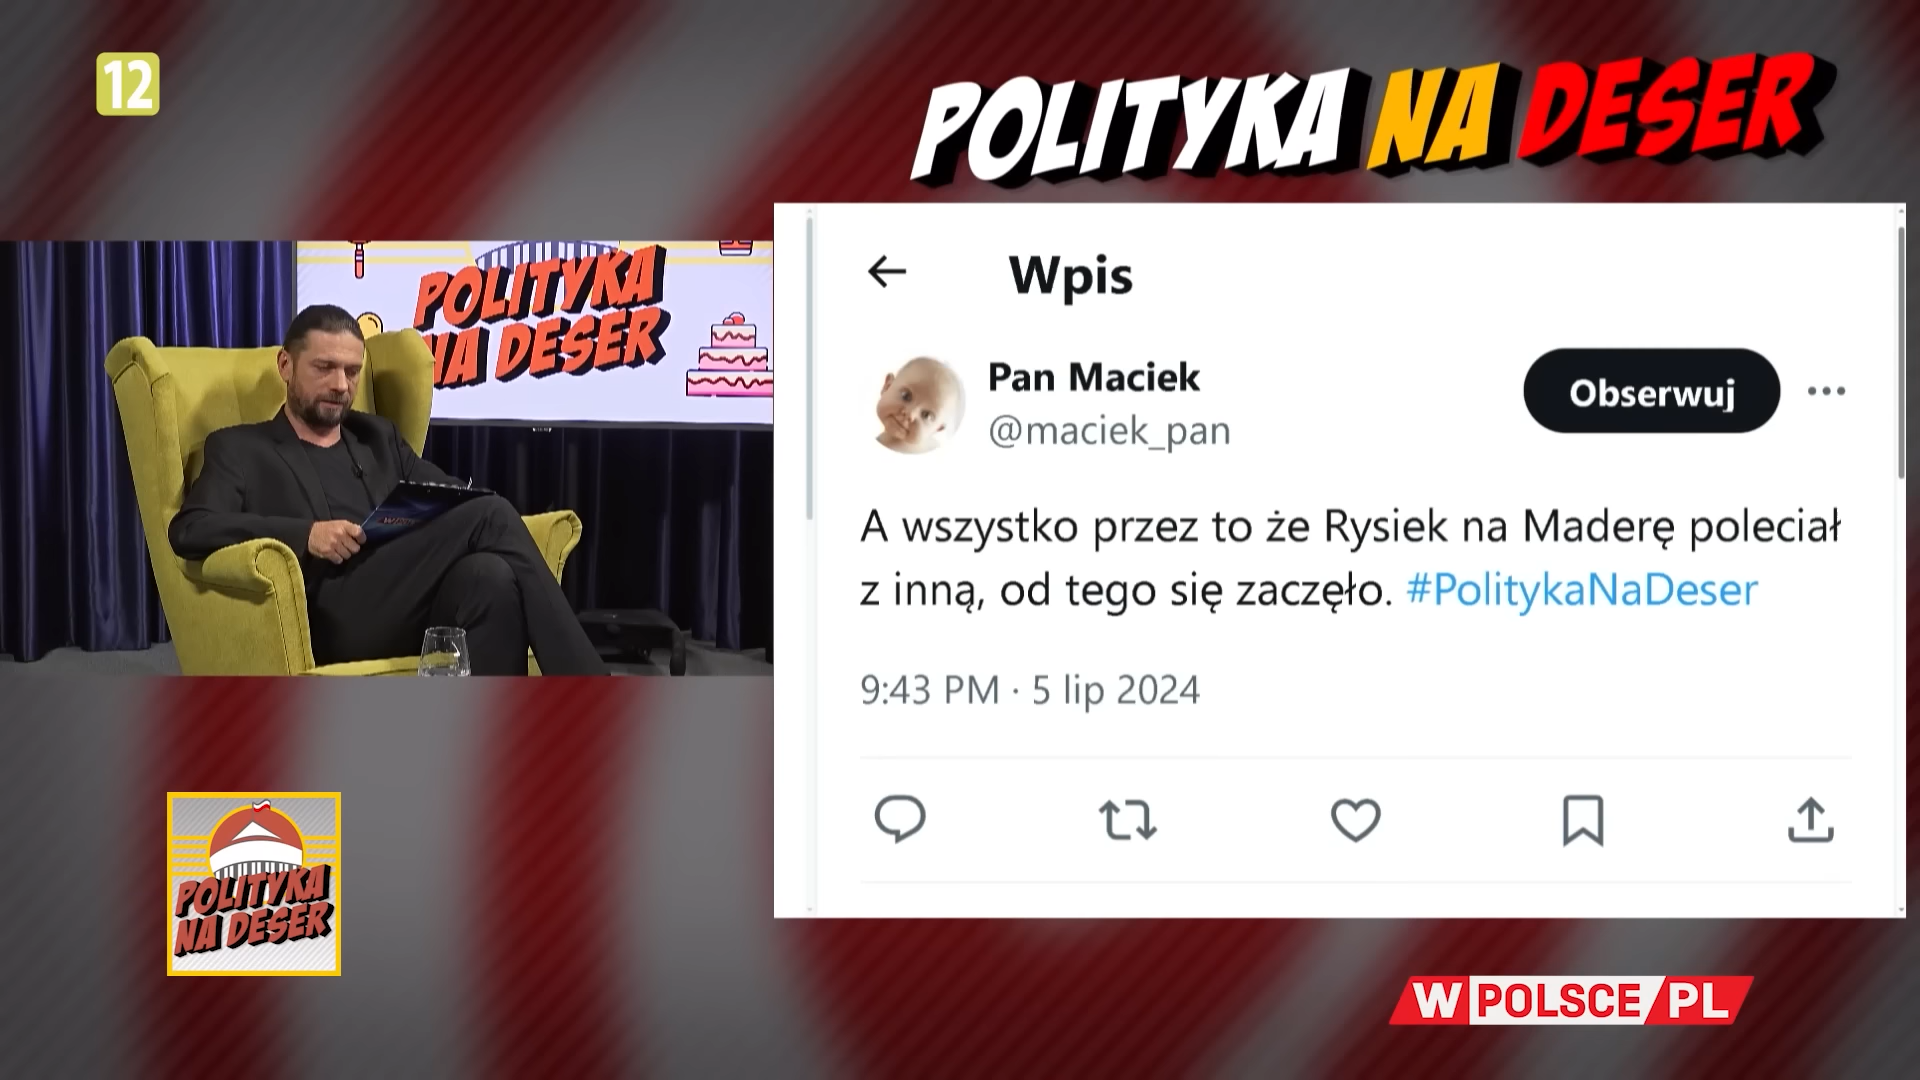 12
POLITYKA NA DESER
POLITYKA
NA DESER
Wpis
Pan Maciek
@maciek_pan
Obserwuj
A wszystko przez to że Rysiek na Maderę poleciał
z inną, od tego się zaczęło. #PolitykaNaDeser
9:43 PM · 5 lip 2024
POLITYKA
NA DESER
W POLSCE/PL